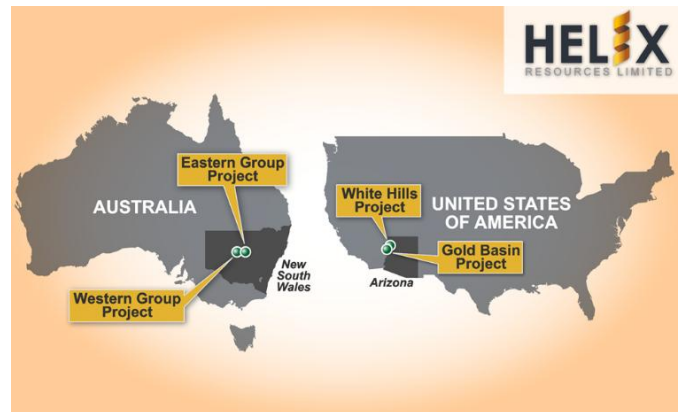 HELIX
RESOURCES LIMITED
Eastern Group
Project
AUSTRALIA
New
South
Wales
Western Group
Project
White Hills
Project
UNITED STATES
OF AMERICA
Gold Basin
Project
Arizona